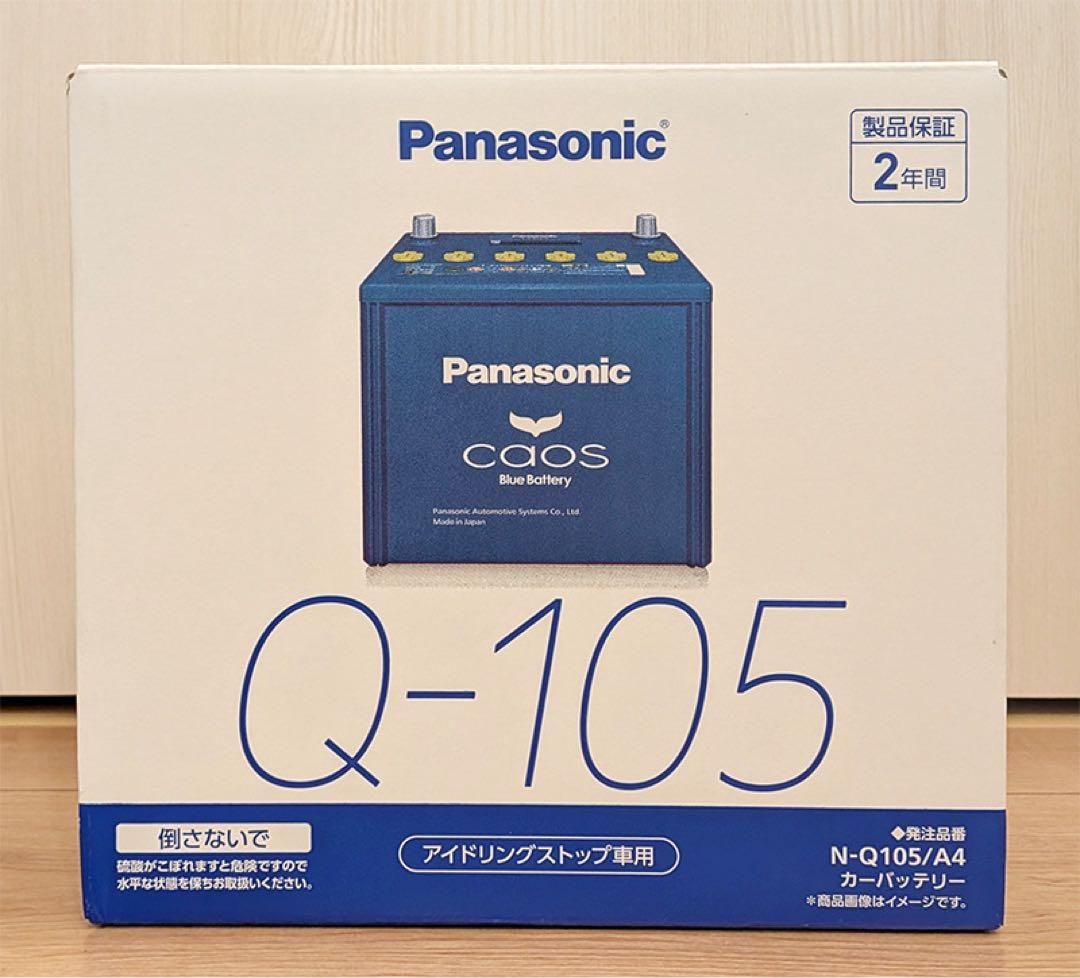 Panasonic®
製品保証
2年間
Panasonic
Panasonic
caos
Blue Battery
Panasonic Automotive Systems Co., Ltd.
Made in Japan
Q-105
倒さないで
硫酸がこぼれますと危険ですので
水平な状態を保ちお取扱いください。
アイドリングストップ車用
◆発注品番
N-Q105/A4
カーバッテリー
＊商品画像はイメージです。